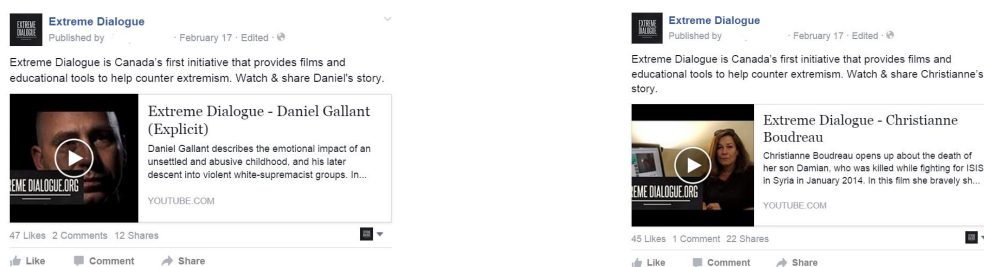 EXTREME
DIALOGUE
Extreme Dialogue
Published by · February 17 · Edited ·
Extreme Dialogue is Canada's first initiative that provides films and
educational tools to help counter extremism. Watch & share Daniel's story.
EME DIALOGUE.ORG
Extreme Dialogue - Daniel Gallant
(Explicit)
Daniel Gallant describes the emotional impact of an
unsettled and abusive childhood, and his later
descent into violent white-supremacist groups. In...
YOUTUBE.COM
47 Likes 2 Comments 12 Shares
Like Comment Share
EXTREME
DIALOGUE
Extreme Dialogue
Published by · February 17 · Edited ·
Extreme Dialogue is Canada's first initiative that provides films and
educational tools to help counter extremism. Watch & share Christianne's
story.
EME DIALOGUE.ORG
Extreme Dialogue - Christianne
Boudreau
Christianne Boudreau opens up about the death of
her son Damian, who was killed while fighting for ISIS
in Syria in January 2014. In this film she bravely sh...
YOUTUBE.COM
45 Likes 1 Comment 22 Shares
Like Comment Share